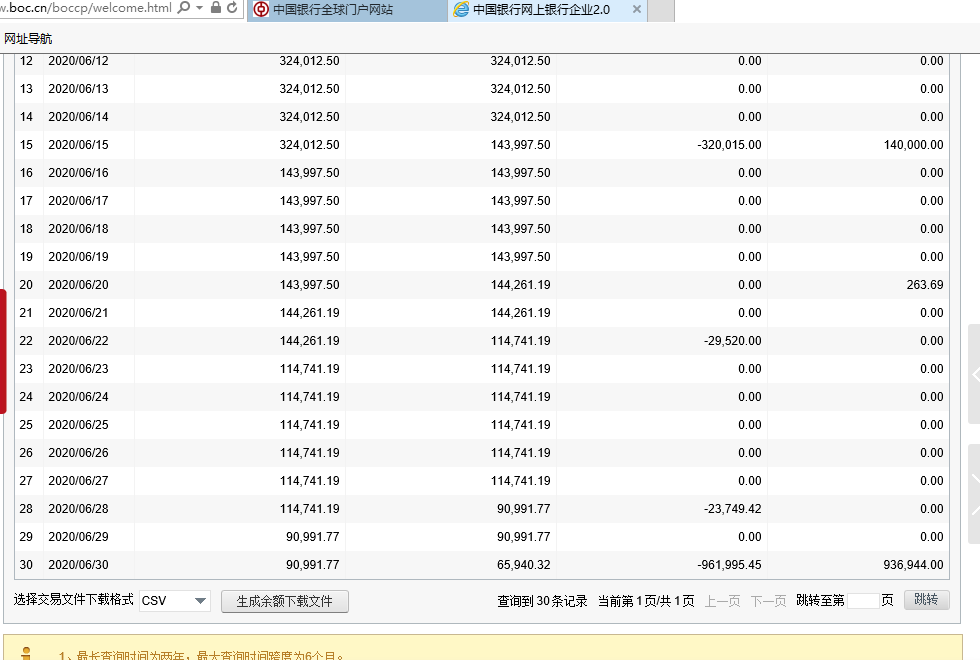 w.boc.cn/boccp/welcome.html 中国银行全球门户网站 中国银行网上银行企业2.0
网址导航
12 2020/06/12 324,012.50 324,012.50 0.00 0.00
13 2020/06/13 324,012.50 324,012.50 0.00 0.00
14 2020/06/14 324,012.50 324,012.50 0.00 0.00
15 2020/06/15 324,012.50 143,997.50 -320,015.00 140,000.00
16 2020/06/16 143,997.50 143,997.50 0.00 0.00
17 2020/06/17 143,997.50 143,997.50 0.00 0.00
18 2020/06/18 143,997.50 143,997.50 0.00 0.00
19 2020/06/19 143,997.50 143,997.50 0.00 0.00
20 2020/06/20 143,997.50 144,261.19 0.00 263.69
21 2020/06/21 144,261.19 144,261.19 0.00 0.00
22 2020/06/22 144,261.19 114,741.19 -29,520.00 0.00
23 2020/06/23 114,741.19 114,741.19 0.00 0.00
24 2020/06/24 114,741.19 114,741.19 0.00 0.00
25 2020/06/25 114,741.19 114,741.19 0.00 0.00
26 2020/06/26 114,741.19 114,741.19 0.00 0.00
27 2020/06/27 114,741.19 114,741.19 0.00 0.00
28 2020/06/28 114,741.19 90,991.77 -23,749.42 0.00
29 2020/06/29 90,991.77 90,991.77 0.00 0.00
30 2020/06/30 90,991.77 65,940.32 -961,995.45 936,944.00
选择交易文件下载格式 CSV 生成余额下载文件 查询到 30 条记录 当前第 1 页/共 1 页 上一页 下一页 跳转至第 页 跳转
1、最长查询时间为两年，最大查询时间跨度为6个月。